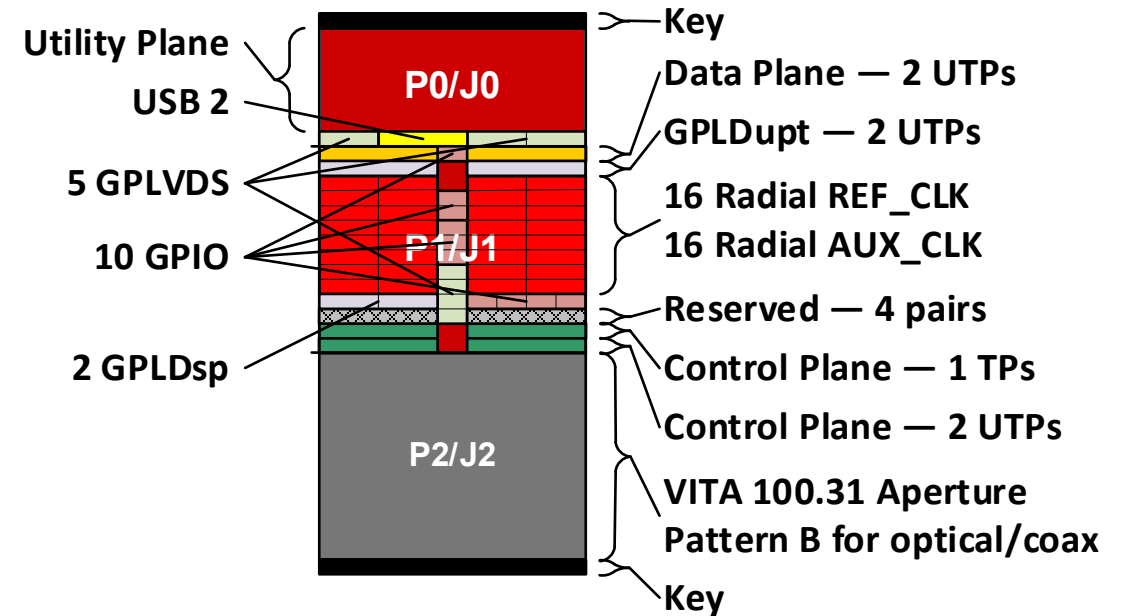 Key
Utility Plane
P0/J0
Data Plane — 2 UTPs
USB 2
GPLDupt — 2 UTPs
5 GPLVDS
16 Radial REF_CLK
16 Radial AUX_CLK
10 GPIO
P1/J1
Reserved — 4 pairs
2 GPLDsp
Control Plane — 1 TPs
Control Plane — 2 UTPs
P2/J2
VITA 100.31 Aperture
Pattern B for optical/coax
Key